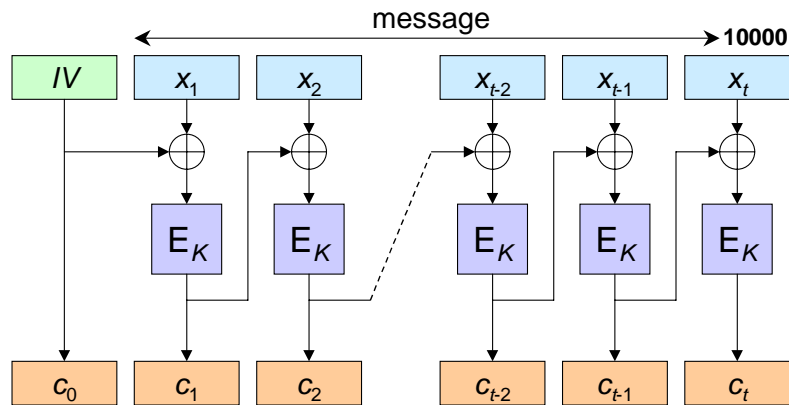 message
10000
IV x1 x2 xt-2 xt-1 xt
EK EK EK EK EK
c0 c1 c2 ct-2 ct-1 ct